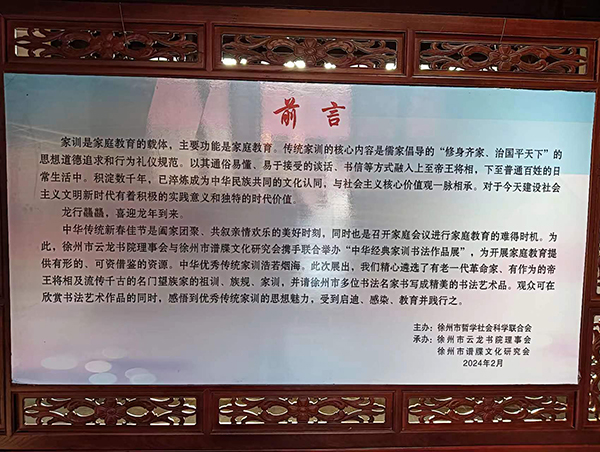 前言
家训是家庭教育的载体，主要功能是家庭教育。传统家训的核心内容是儒家倡导的“修身齐家、治国平天下”的
思想道德追求和行为礼仪规范。以其通俗易懂、易于接受的谈话、书信等方式融入上至帝王将相，下至普通百姓的日
常生活中。积淀数千年，已淬炼成为中华民族共同的文化认同，与社会主义核心价值观一脉相承，对于今天建设社会
主义文明新时代有着积极的实践意义和独特的时代价值。
龙行龘龘，喜迎龙年到来。
中华传统新春佳节是阖家团聚、共叙亲情欢乐的美好时刻，同时也是召开家庭会议进行家庭教育的难得时机。为
此，徐州市云龙书院理事会与徐州市谱牒文化研究会携手联合举办“中华经典家训书法作品展”，为开展家庭教育提
供有形的、可资借鉴的资源。中华优秀传统家训浩若烟海。此次展出，我们精心遴选了有老一代革命家、有作为的帝
王将相及流传千古的名门望族家的祖训、族规、家训，并请徐州市多位书法名家书写成精美的书法艺术品。观众可在
欣赏书法艺术作品的同时，感悟到优秀传统家训的思想魅力，受到启迪、感染、教育并践行之。
主办：徐州市哲学社会科学联合会
承办：徐州市云龙书院理事会
徐州市谱牒文化研究会
2024年2月